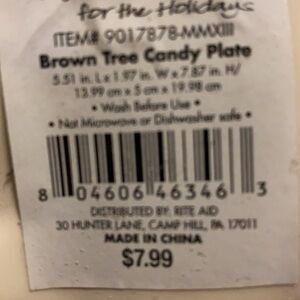 for the Holidays
ITEM# 9017878-MMXIII
Brown Tree Candy Plate
5.51 in. L x 1.97 in. W x 7.87 in. H/
13.99 cm x 5 cm x 19.98 cm
• Wash Before Use •
• Not Microwave or Dishwasher safe •
8 04606 46346 3
DISTRIBUTED BY: RITE AID
30 HUNTER LANE, CAMP HILL, PA 17011
MADE IN CHINA
$7.99